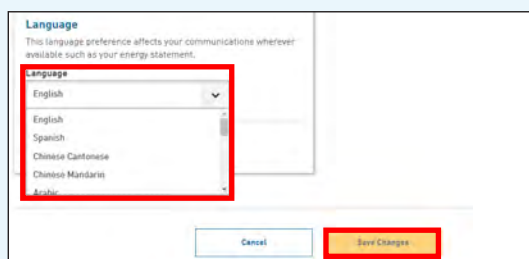 Language
This language preference affects your communications wherever
available such as your energy statement.
Language
English
English
Spanish
Chinese Cantonese
Chinese Mandarin
Arabic
Cancel
Save Changes